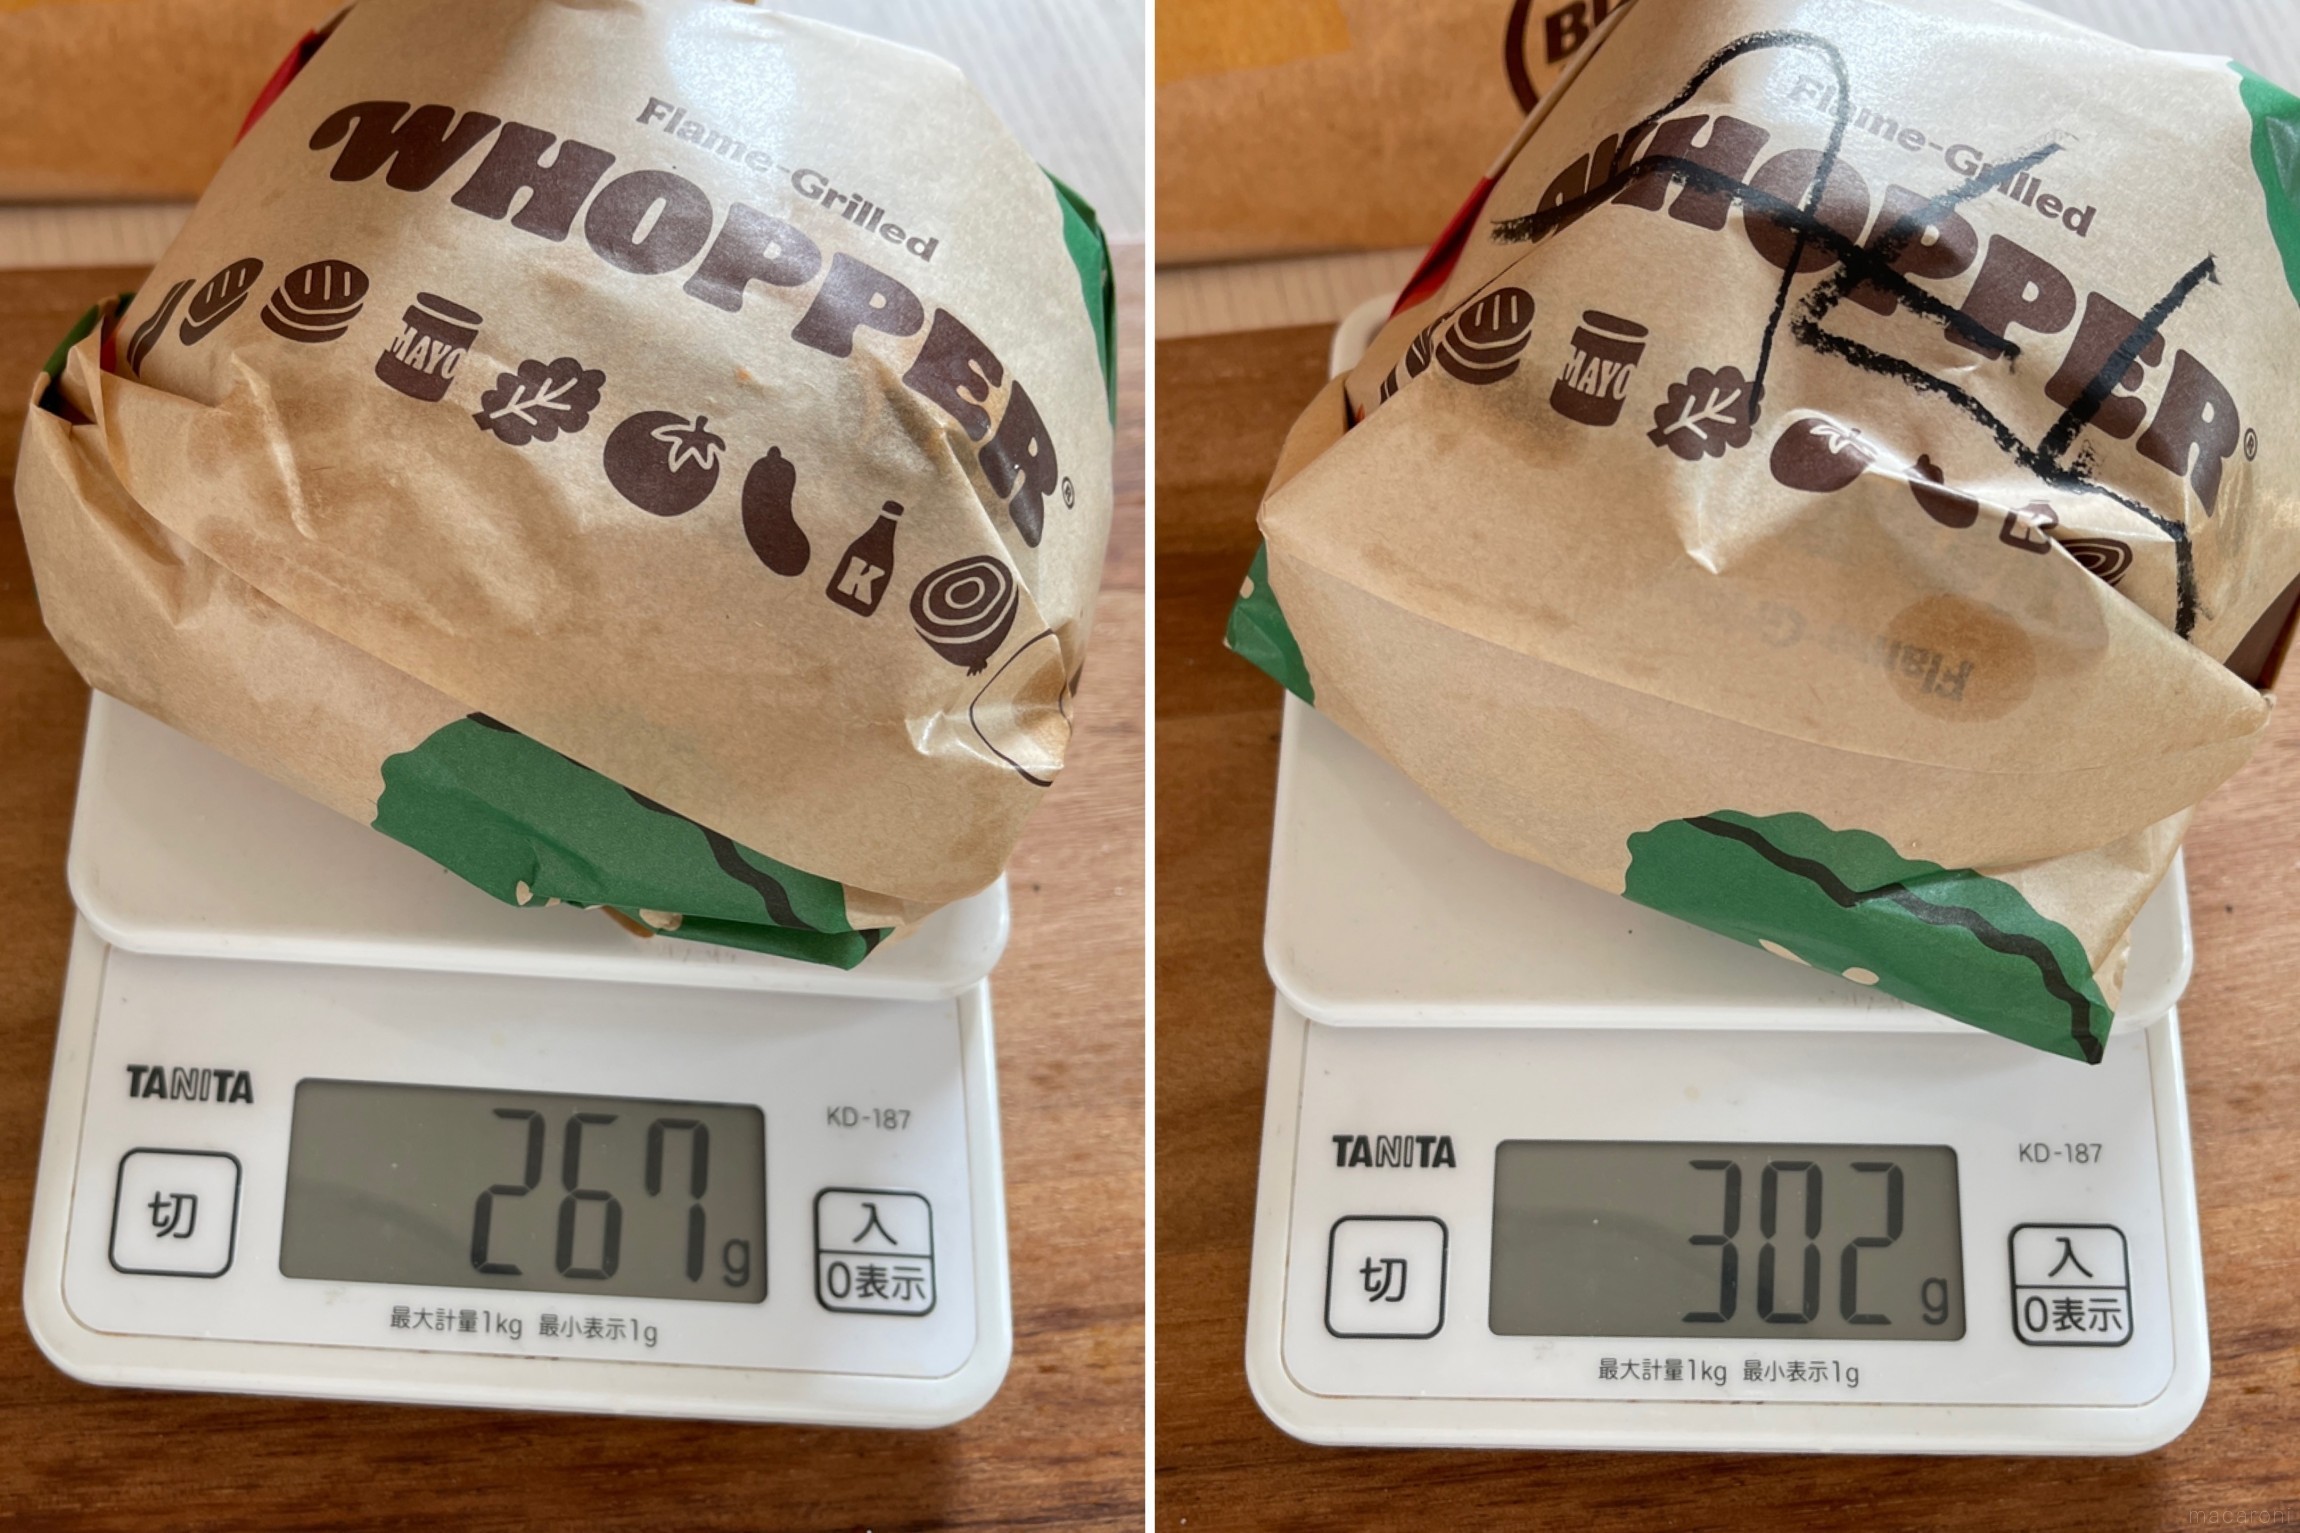 Flame-Grilled
WHOPPER®
MAYO
K
TANITA
KD-187
267g
切
入
0表示
最大計量1kg 最小表示1g
Flame-Grilled
WHOPPER®
MAYO
K
TANITA
KD-187
302g
切
入
0表示
最大計量1kg 最小表示1g
macaroni